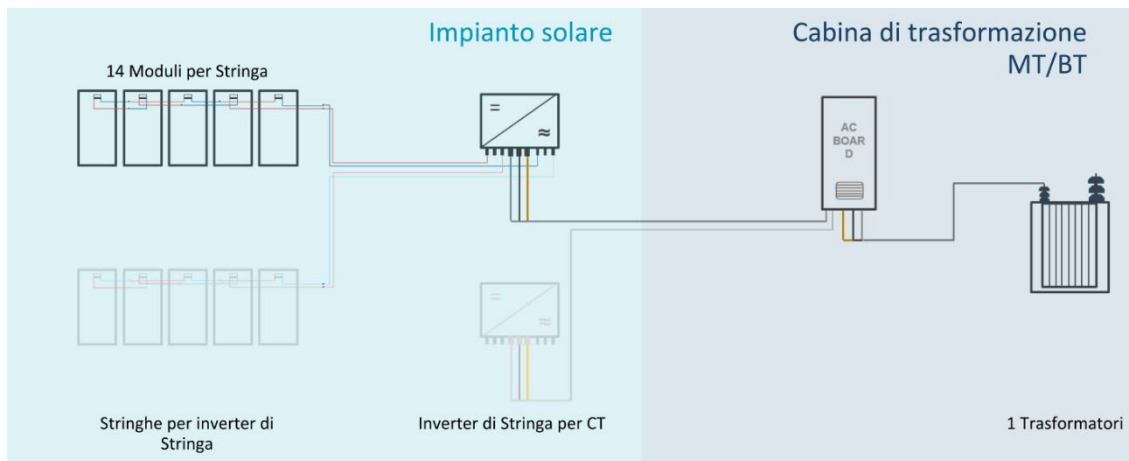 Impianto solare
Cabina di trasformazione
MT/BT
14 Moduli per Stringa
AC
BOAR
D
Stringhe per inverter di
Stringa
Inverter di Stringa per CT
1 Trasformatori